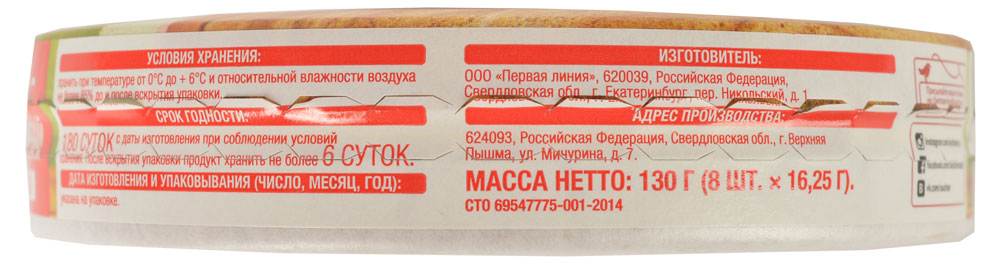 УСЛОВИЯ ХРАНЕНИЯ:
хранить при температуре от 0°С до + 6°С и относительной влажности воздуха
не более 85% до и после вскрытия упаковки.
СРОК ГОДНОСТИ:
180 СУТОК с даты изготовления при соблюдении условий
хранения. После вскрытия упаковки продукт хранить не более 6 СУТОК.
ДАТА ИЗГОТОВЛЕНИЯ И УПАКОВЫВАНИЯ (ЧИСЛО, МЕСЯЦ, ГОД):
указана на упаковке.
ИЗГОТОВИТЕЛЬ:
ООО «Первая линия», 620039, Российская Федерация,
Свердловская обл., г. Екатеринбург, пер. Никольский, д. 1
АДРЕС ПРОИЗВОДСТВА:
624093, Российская Федерация, Свердловская обл., г. Верхняя
Пышма, ул. Мичурина, д. 7.
МАССА НЕТТО: 130 Г (8 ШТ. × 16,25 Г).
СТО 69547775-001-2014